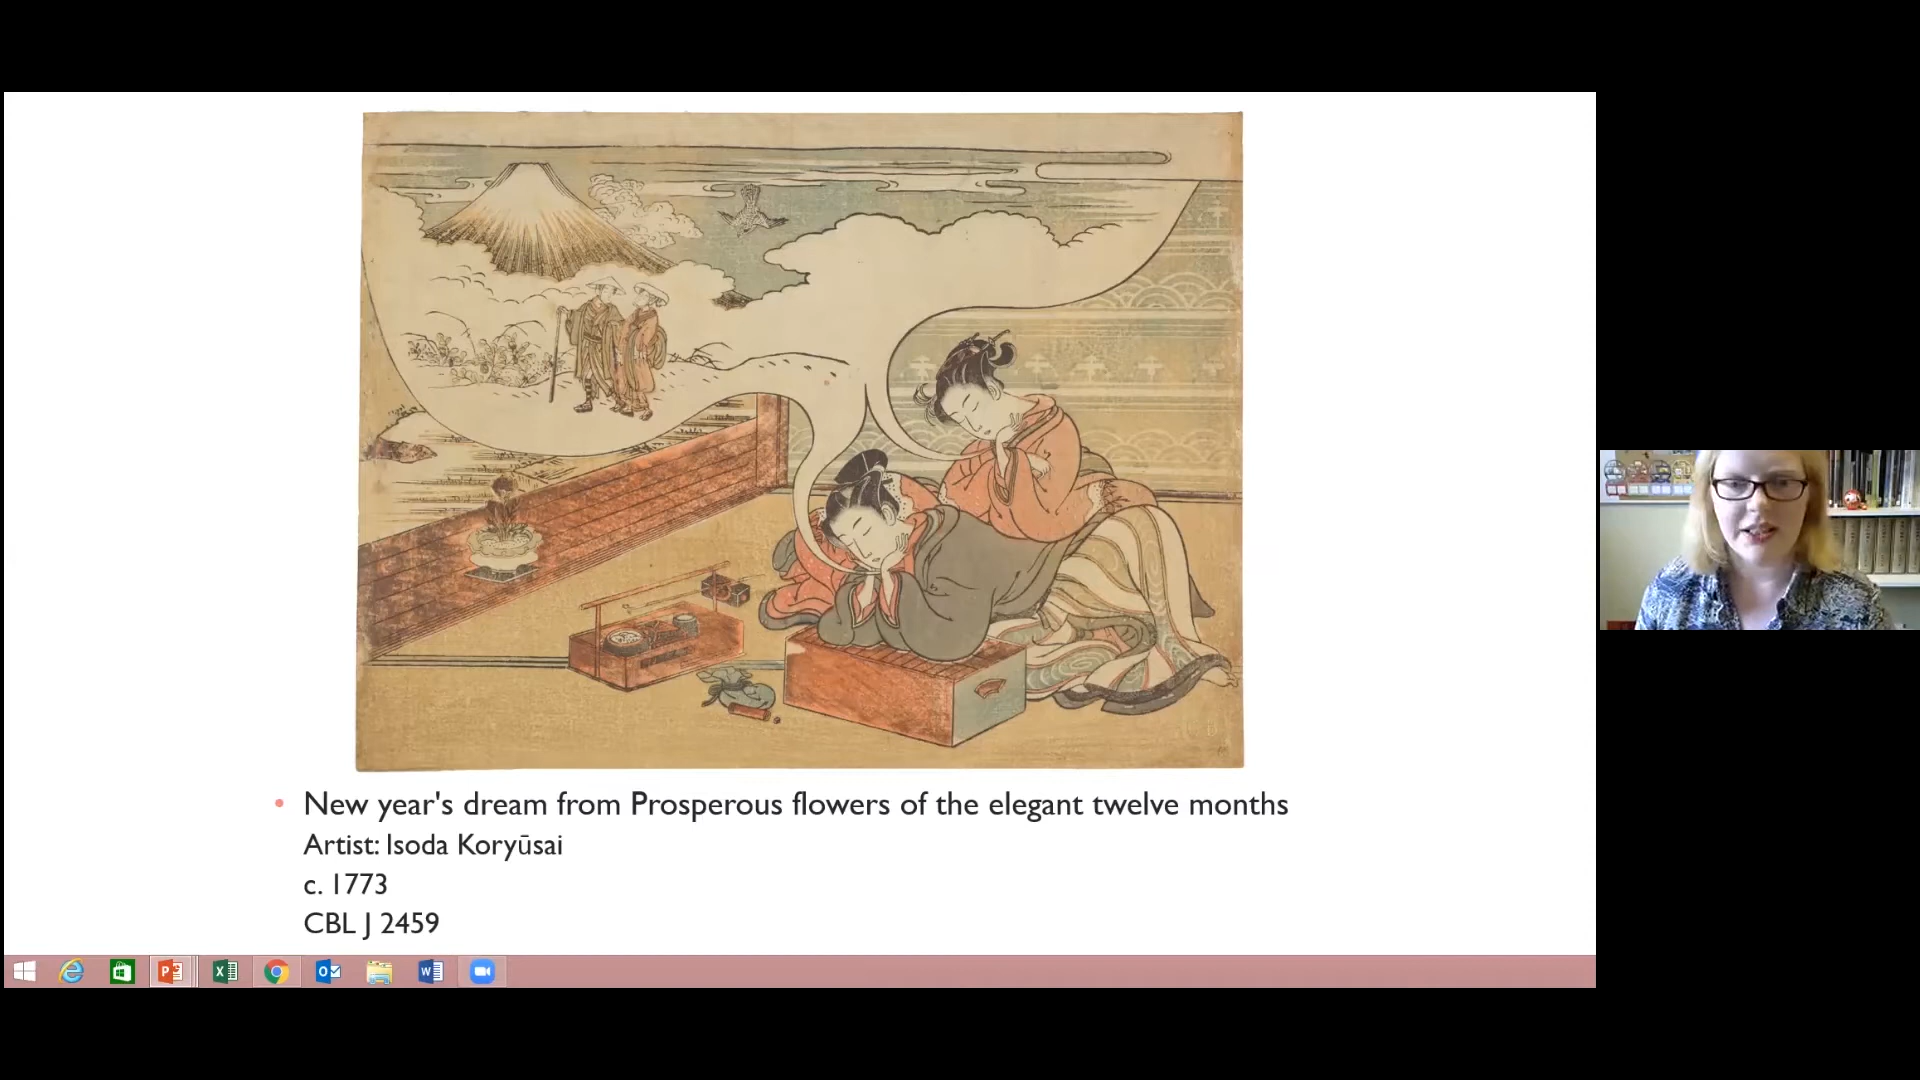 New year's dream from Prosperous flowers of the elegant twelve months
Artist: Isoda Koryūsai
c. 1773
CBL J 2459